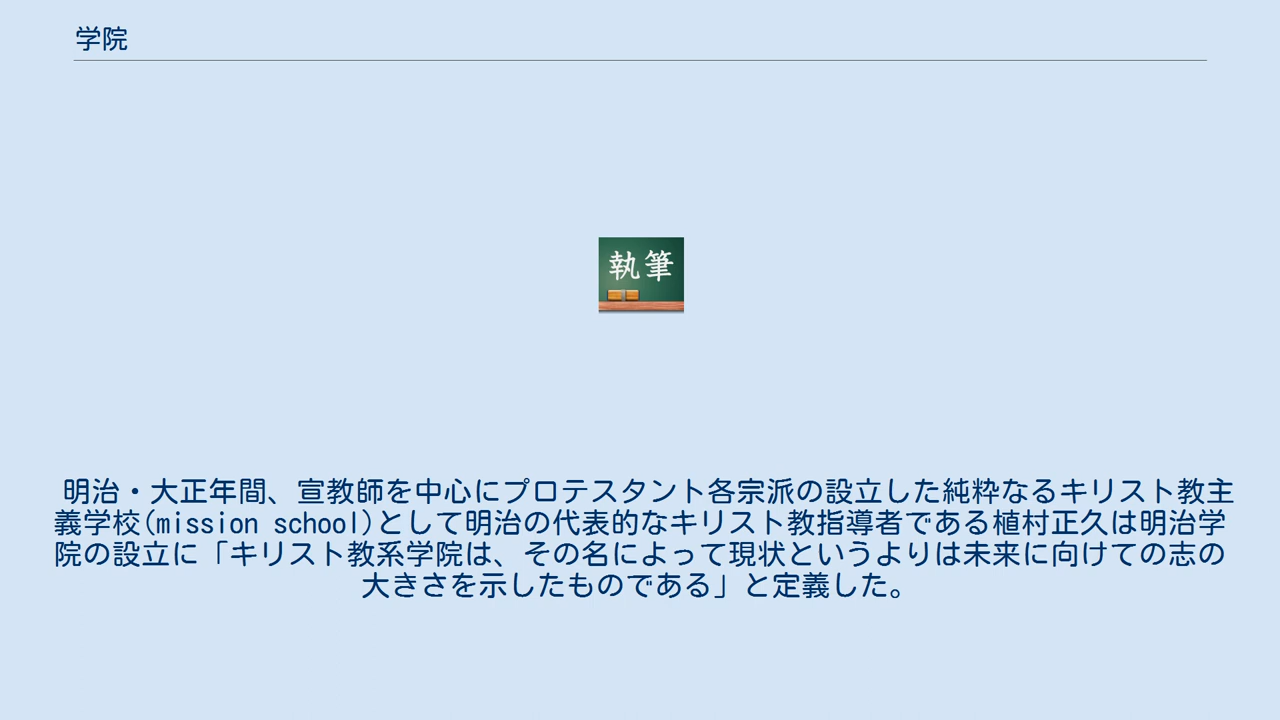 学院
執筆
明治・大正年間、宣教師を中心にプロテスタント各宗派の設立した純粋なるキリスト教主
義学校(mission school)として明治の代表的なキリスト教指導者である植村正久は明治学
院の設立に「キリスト教系学院は、その名によって現状というよりは未来に向けての志の
大きさを示したものである」と定義した。